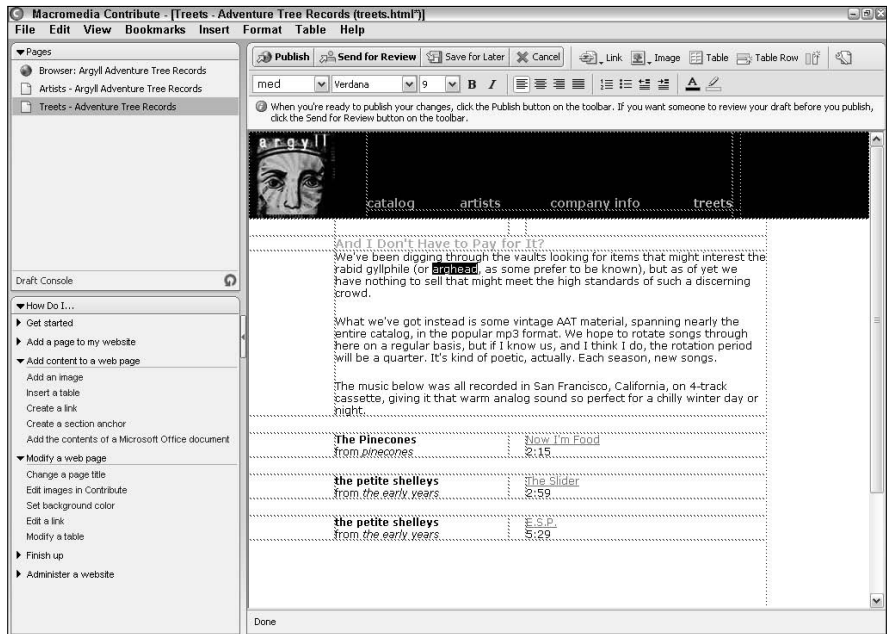 Macromedia Contribute - [Treets - Adventure Tree Records (treets.html*)]
File Edit View Bookmarks Insert Format Table Help
Pages
Browser: Argyll Adventure Tree Records
Artists - Argyll Adventure Tree Records
Treets - Adventure Tree Records
Draft Console
How Do I...
Get started
Add a page to my website
Add content to a web page
Add an image
Insert a table
Create a link
Create a section anchor
Add the contents of a Microsoft Office document
Modify a web page
Change a page title
Edit images in Contribute
Set background color
Edit a link
Modify a table
Finish up
Administer a website
Publish Send for Review Save for Later Cancel Link Image Table Table Row
med Verdana 9 B I A
When you're ready to publish your changes, click the Publish button on the toolbar. If you want someone to review your draft before you publish,
click the Send for Review button on the toolbar.
argyll
catalog artists company info treets
And I Don't Have to Pay for It?
We've been digging through the vaults looking for items that might interest the
rabid gyllphile (or arghead, as some prefer to be known), but as of yet we
have nothing to sell that might meet the high standards of such a discerning
crowd.
What we've got instead is some vintage AAT material, spanning nearly the
entire catalog, in the popular mp3 format. We hope to rotate songs through
here on a regular basis, but if I know us, and I think I do, the rotation period
will be a quarter. It's kind of poetic, actually. Each season, new songs.
The music below was all recorded in San Francisco, California, on 4-track
cassette, giving it that warm analog sound so perfect for a chilly winter day or
night.
The Pinecones Now I'm Food
from pinecones 2:15
the petite shelleys The Slider
from the early years 2:59
the petite shelleys E.S.P.
from the early years 5:29
Done